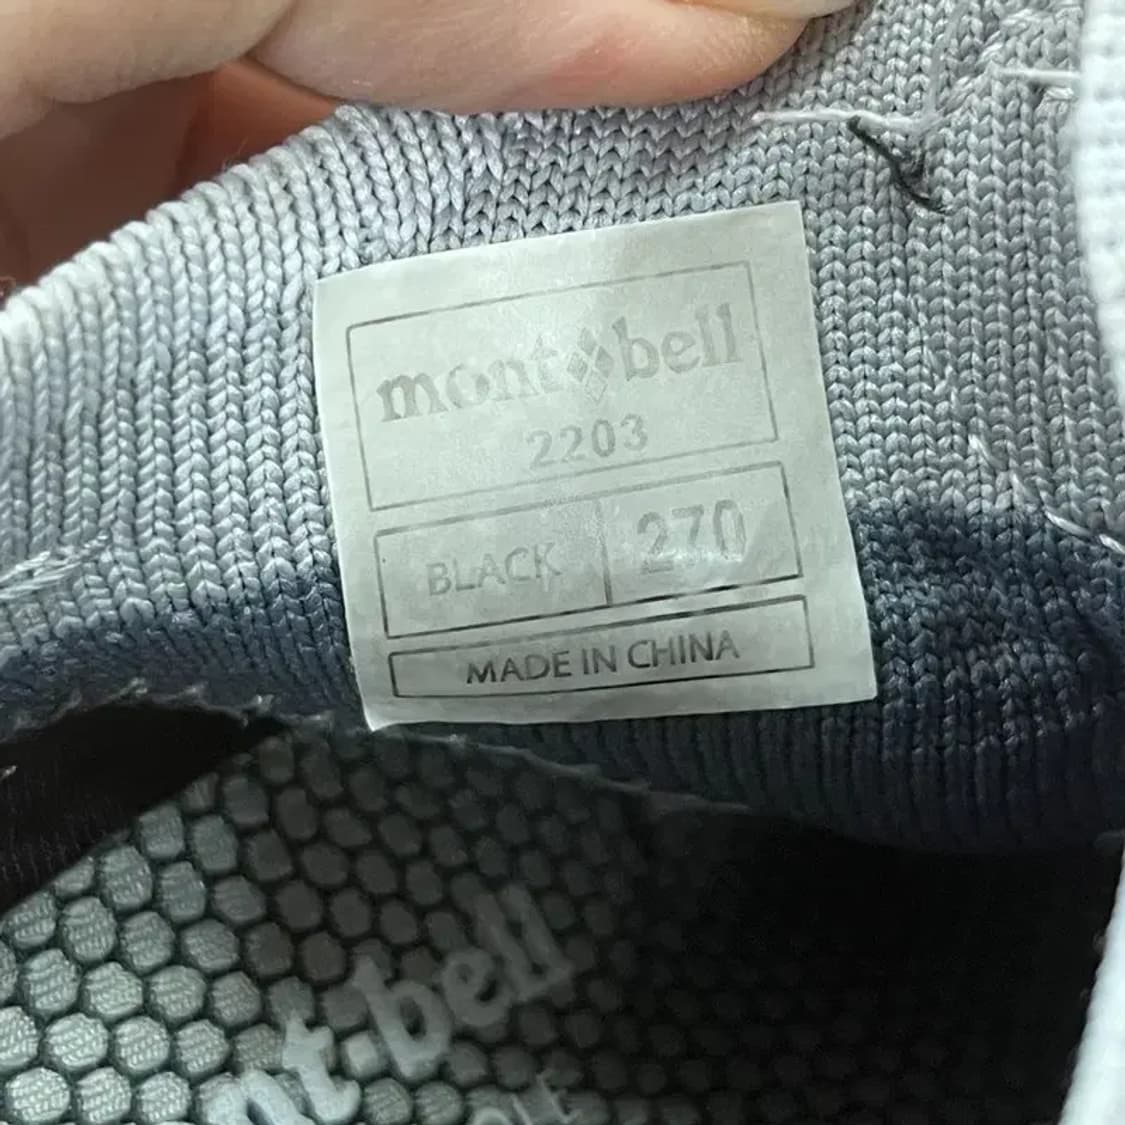 mont bell
2203
BLACK 270
MADE IN CHINA
nt·bell